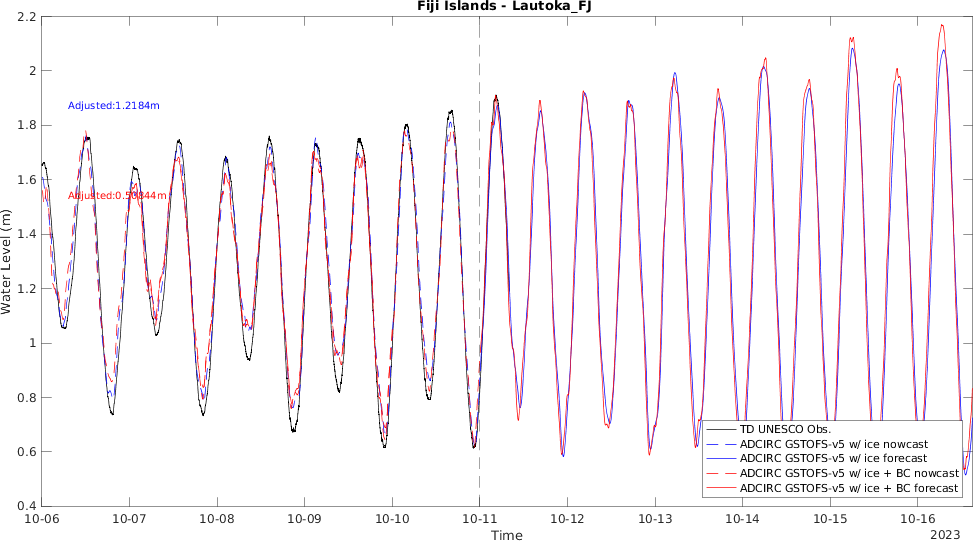 Fiji Islands - Lautoka_FJ
2.2
2
1.8
1.6
1.4
1.2
1
0.8
0.6
0.4
Water Level (m)
Adjusted:1.2184m
TD UNESCO Obs.
ADCIRC GSTOFS-v5 w/ ice nowcast
ADCIRC GSTOFS-v5 w/ ice forecast
ADCIRC GSTOFS-v5 w/ ice + BC nowcast
ADCIRC GSTOFS-v5 w/ ice + BC forecast
10-06 10-07 10-08 10-09 10-10 10-11 10-12 10-13 10-14 10-15 10-16
Time
2023